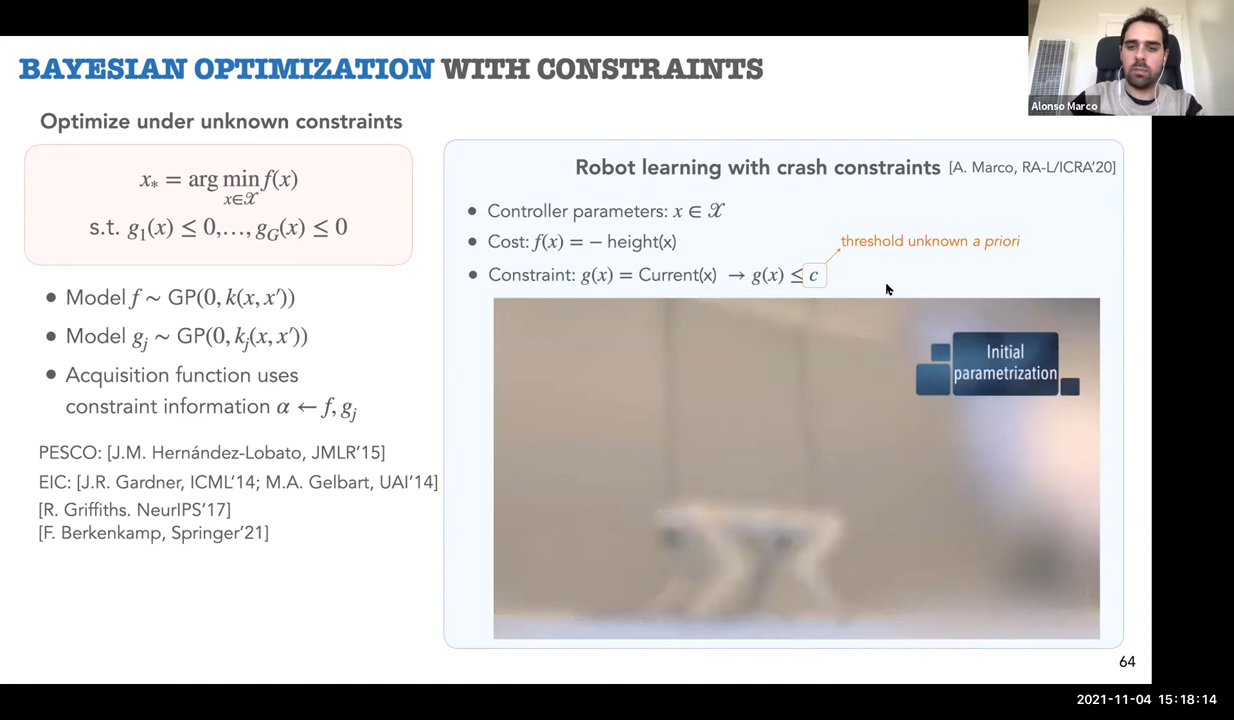 BAYESIAN OPTIMIZATION WITH CONSTRAINTS
Alonso Marco
Optimize under unknown constraints
x* = arg min f(x)
x∈𝒳
s.t. g₁(x) ≤ 0,…, g_G(x) ≤ 0
● Model f ∼ GP(0, k(x, x′))
● Model gⱼ ∼ GP(0, kⱼ(x, x′))
● Acquisition function uses
constraint information α ← f, gⱼ
PESCO: [J.M. Hernández-Lobato, JMLR’15]
EIC: [J.R. Gardner, ICML’14; M.A. Gelbart, UAI’14]
[R. Griffiths. NeurIPS’17]
[F. Berkenkamp, Springer’21]
Robot learning with crash constraints [A. Marco, RA-L/ICRA’20]
● Controller parameters: x ∈ 𝒳
● Cost: f(x) = − height(x)
threshold unknown a priori
● Constraint: g(x) = Current(x) → g(x) ≤ c
Initial
parametrization
64
2021-11-04 15:18:14